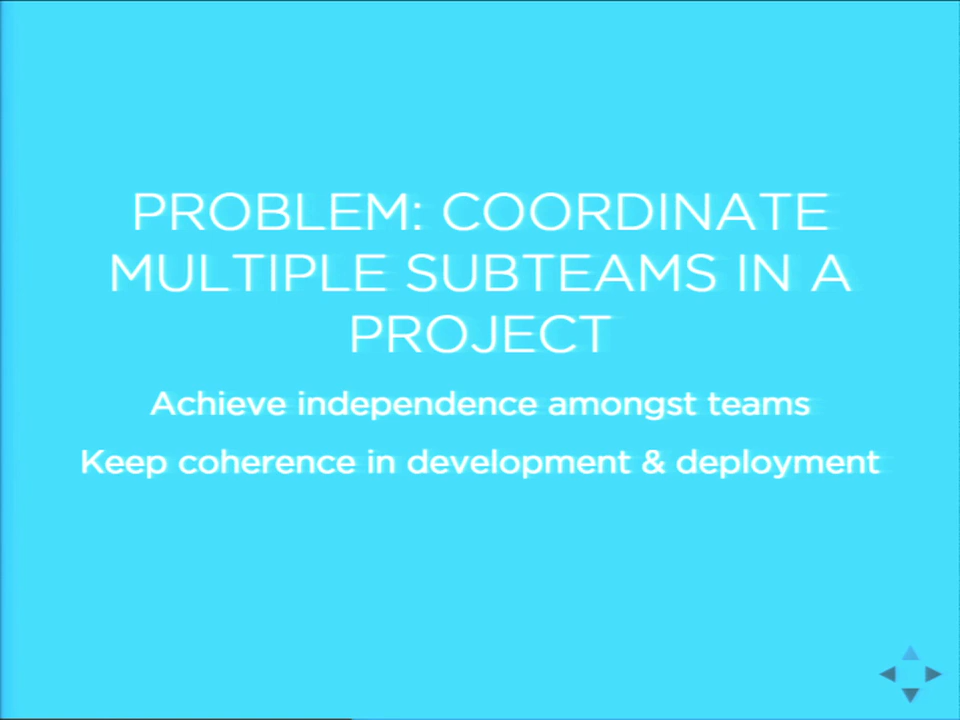 PROBLEM: COORDINATE
MULTIPLE SUBTEAMS IN A
PROJECT
Achieve independence amongst teams
Keep coherence in development & deployment